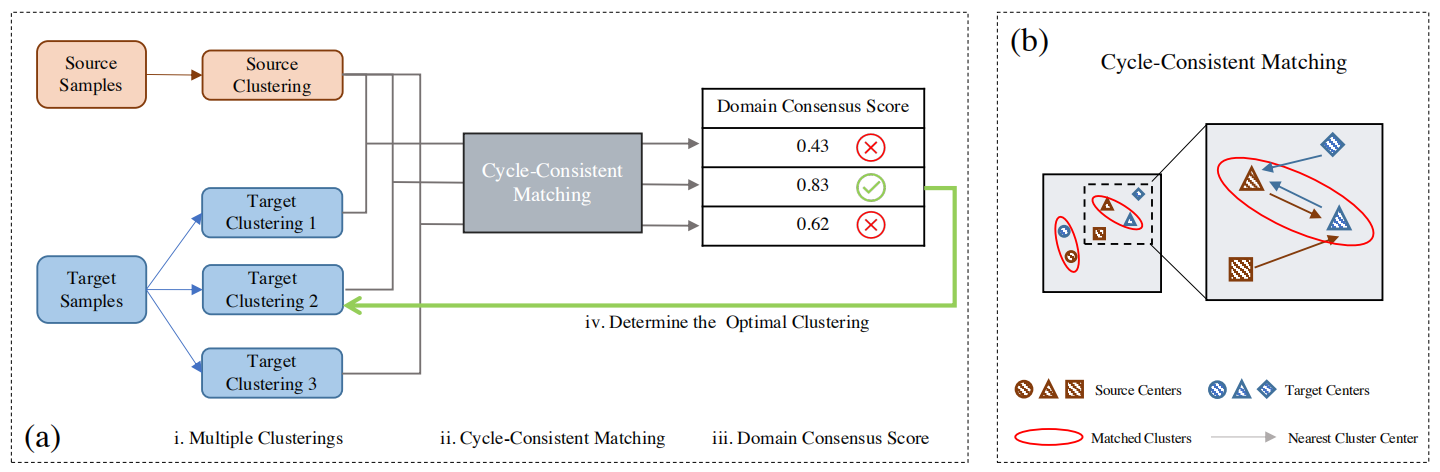 Source
Samples
Source
Clustering
Target
Samples
Target
Clustering 1
Target
Clustering 2
Target
Clustering 3
Cycle-Consistent
Matching
Domain Consensus Score
0.43
0.83
0.62
iv. Determine the Optimal Clustering
(a)
i. Multiple Clusterings
ii. Cycle-Consistent Matching
iii. Domain Consensus Score
(b)
Cycle-Consistent Matching
Source Centers
Target Centers
Matched Clusters
Nearest Cluster Center